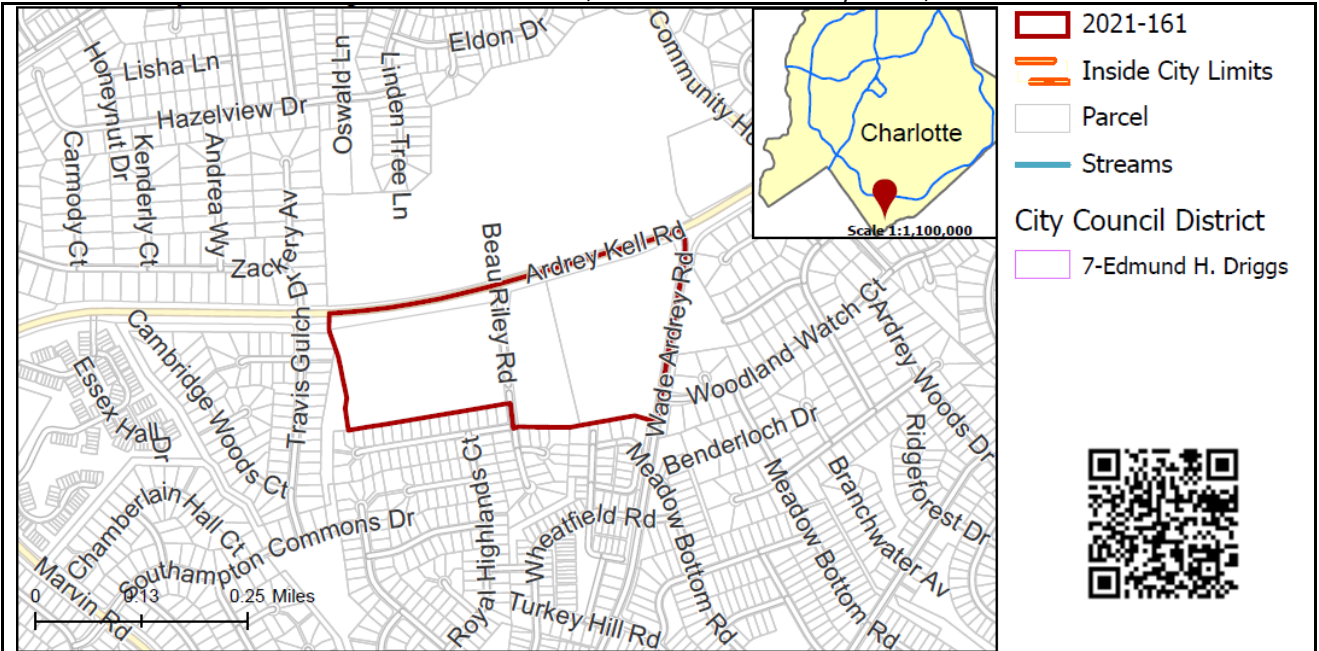 Community Ho
Eldon Dr
Lisha Ln
Oswald Ln
Linden Tree Ln
Honeynut Dr
Hazelview Dr
Carmody Ct
Kenderly Ct
Andrea Wy
Zackery Av
Travis Gulch Dr
Beau Riley Rd
Ardrey Kell Rd
Wade Ardrey Rd
Woodland Watch Ct
Ardrey Woods Dr
Ridgeforest Dr
Benderloch Dr
Branchwater Av
Meadow Bottom Rd
Meadow Bottom Rd
Cambridge Woods Ct
Essex Hall Dr
Chamberlain Hall Ct
Southampton Commons Dr
Royal Highlands Ct
Wheatfield Rd
Turkey Hill Rd
Marvin Rd
0 0.13 0.25 Miles
Charlotte
Scale 1:1,100,000
2021-161
Inside City Limits
Parcel
Streams
City Council District
7-Edmund H. Driggs